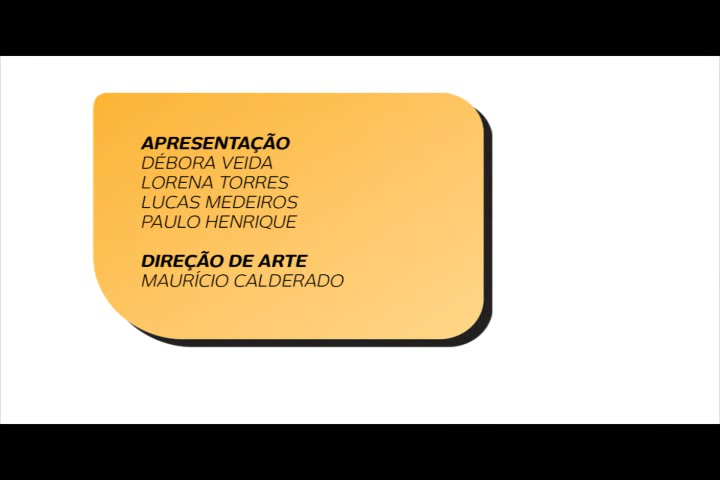 APRESENTAÇÃO
DÉBORA VEIDA
LORENA TORRES
LUCAS MEDEIROS
PAULO HENRIQUE
DIREÇÃO DE ARTE
MAURÍCIO CALDERADO